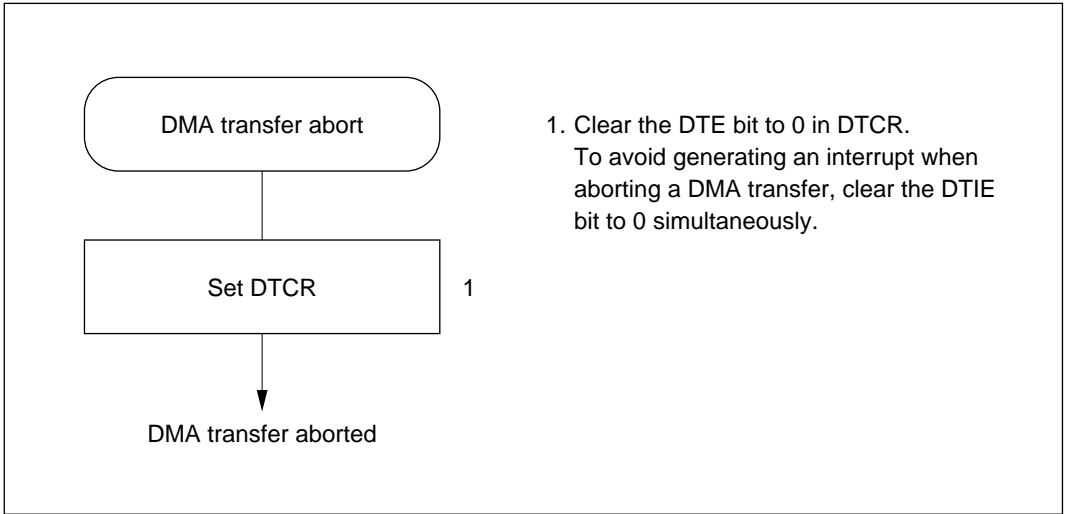 DMA transfer abort
Set DTCR
1
DMA transfer aborted
1. Clear the DTE bit to 0 in DTCR.
To avoid generating an interrupt when
aborting a DMA transfer, clear the DTIE
bit to 0 simultaneously.